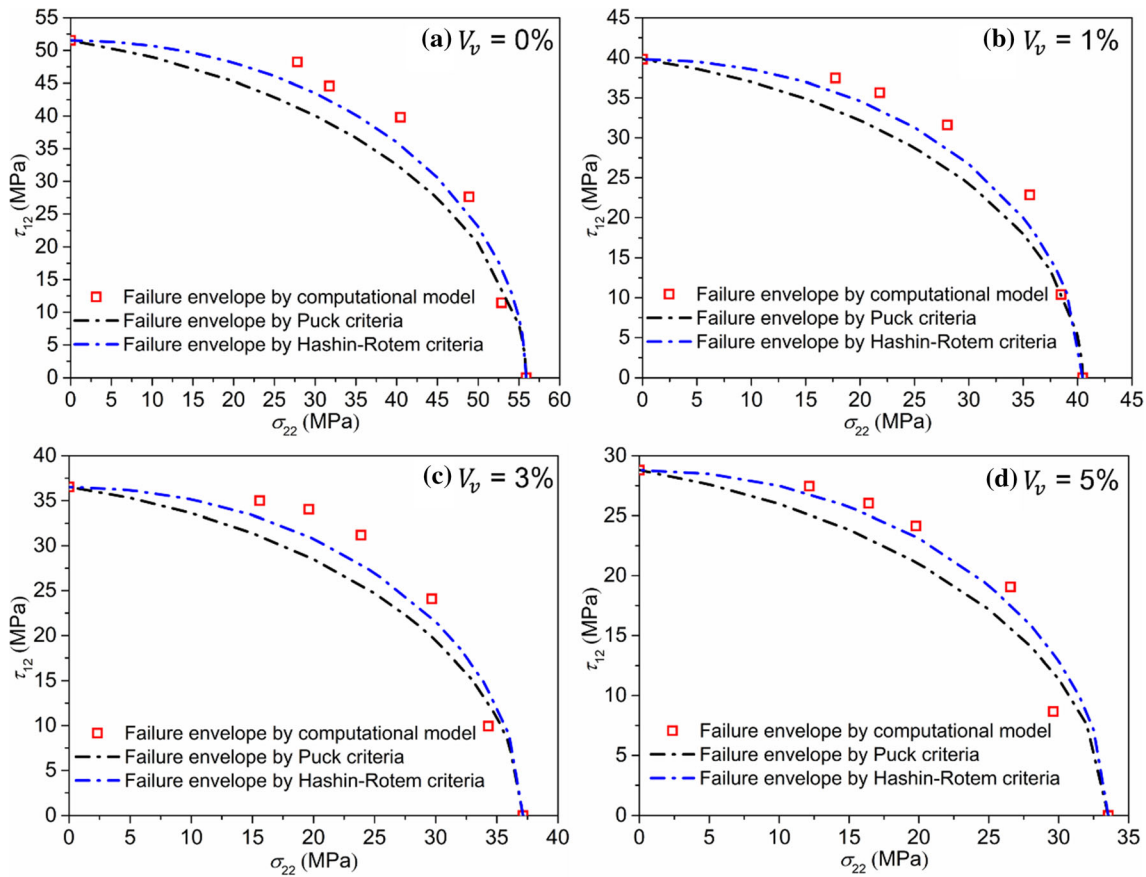 (a) Vᵥ = 0%
55
50
45
40
35
30
25
20
15
10
5
0
τ₁₂ (MPa)
Failure envelope by computational model
Failure envelope by Puck criteria
Failure envelope by Hashin-Rotem criteria
0 5 10 15 20 25 30 35 40 45 50 55 60
σ₂₂ (MPa)
(b) Vᵥ = 1%
45
40
35
30
25
20
15
10
5
0
τ₁₂ (MPa)
Failure envelope by computational model
Failure envelope by Puck criteria
Failure envelope by Hashin-Rotem criteria
0 5 10 15 20 25 30 35 40 45
σ₂₂ (MPa)
(c) Vᵥ = 3%
40
35
30
25
20
15
10
5
0
τ₁₂ (MPa)
Failure envelope by computational model
Failure envelope by Puck criteria
Failure envelope by Hashin-Rotem criteria
0 5 10 15 20 25 30 35 40
σ₂₂ (MPa)
(d) Vᵥ = 5%
30
25
20
15
10
5
0
τ₁₂ (MPa)
Failure envelope by computational model
Failure envelope by Puck criteria
Failure envelope by Hashin-Rotem criteria
0 5 10 15 20 25 30 35
σ₂₂ (MPa)